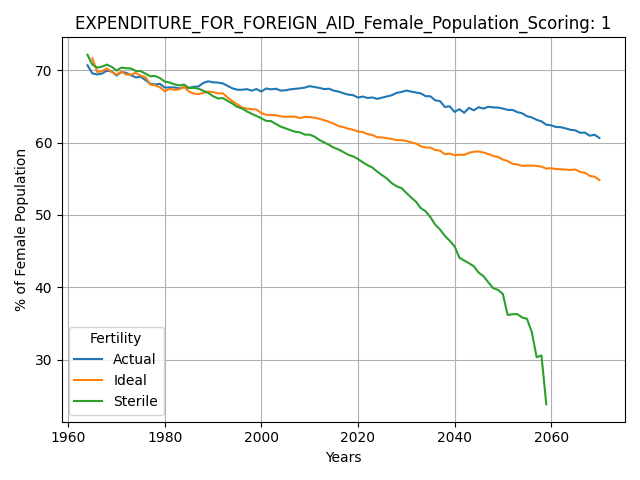 EXPENDITURE_FOR_FOREIGN_AID_Female_Population_Scoring: 1
% of Female Population
70
60
50
40
30
Fertility
Actual
Ideal
Sterile
1960 1980 2000 2020 2040 2060
Years